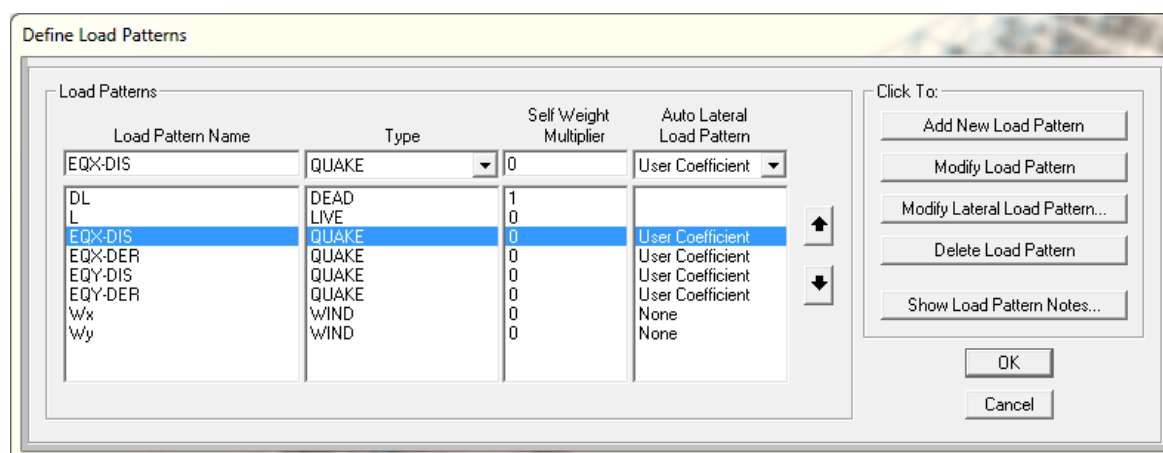 Define Load Patterns
Load Patterns
Click To:
Load Pattern Name Type Self Weight Multiplier Auto Lateral Load Pattern
EQX-DIS QUAKE 0 User Coefficient
DL DEAD 1
L LIVE 0
EQX-DIS QUAKE 0 User Coefficient
EQX-DER QUAKE 0 User Coefficient
EQY-DIS QUAKE 0 User Coefficient
EQY-DER QUAKE 0 User Coefficient
Wx WIND 0 None
Wy WIND 0 None
Add New Load Pattern
Modify Load Pattern
Modify Lateral Load Pattern...
Delete Load Pattern
Show Load Pattern Notes...
OK
Cancel